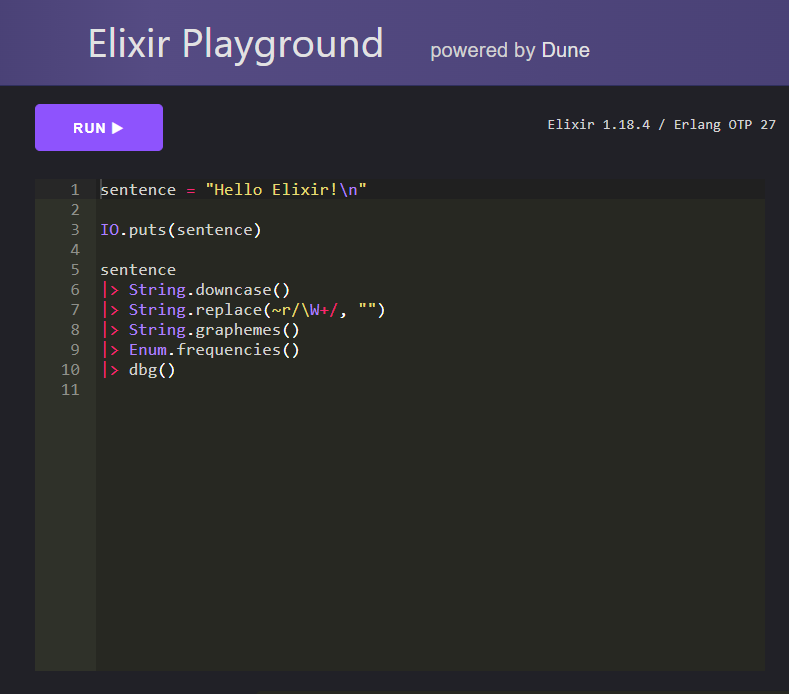 Elixir Playground powered by Dune
RUN ▶ Elixir 1.18.4 / Erlang OTP 27
1 sentence = "Hello Elixir!\n"
2
3 IO.puts(sentence)
4
5 sentence
6 |> String.downcase()
7 |> String.replace(~r/\W+/, "")
8 |> String.graphemes()
9 |> Enum.frequencies()
10 |> dbg()
11